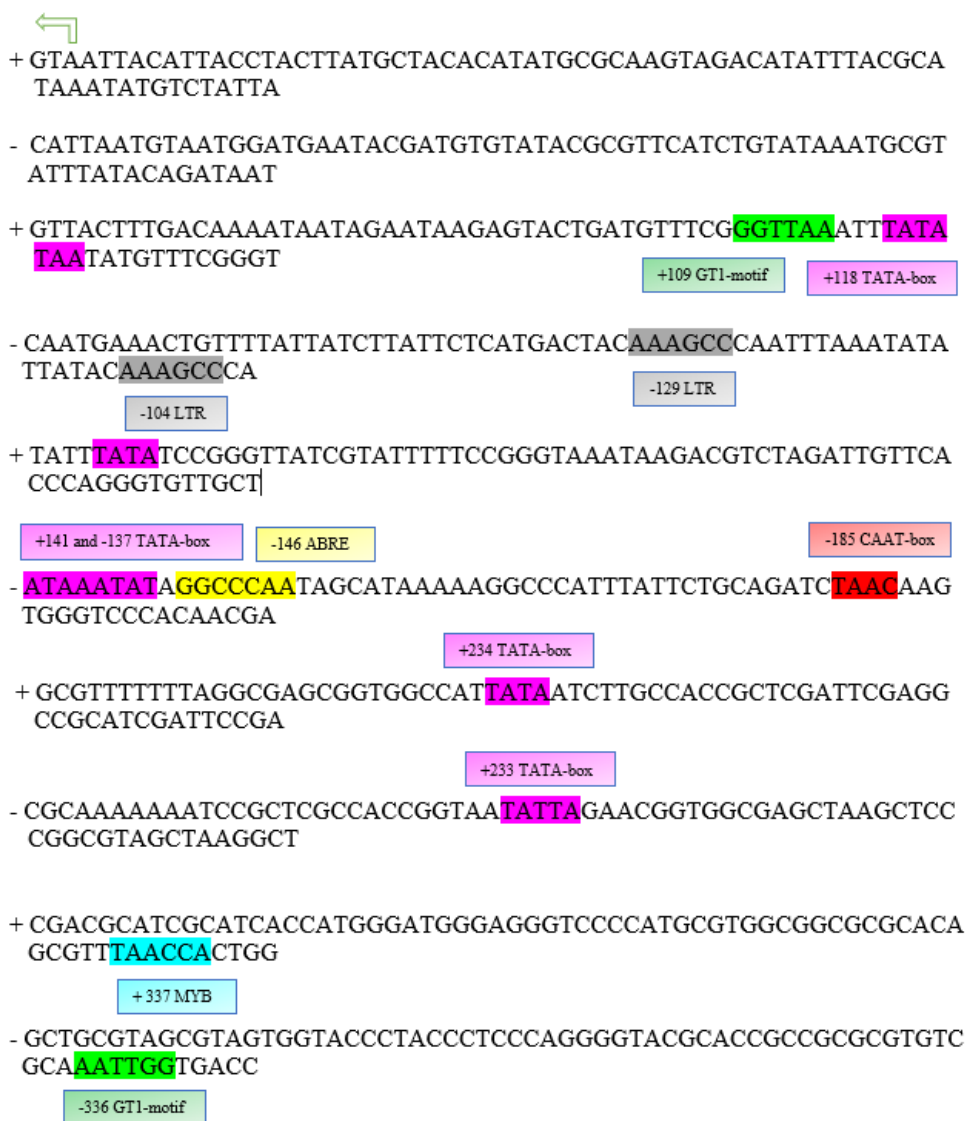 + GTAATTACATTACCTACTTATGCTACACATATGCGCAAGTAGACATATTTACGCA
TAAATATGTCTATTA
- CATTAATGTAATGGATGAATACGATGTGTATACGCGTTCATCTGTATAAATGCGT
ATTTATACAGATAAT
+ GTTACTTTGACAAAATAATAGAATAAGAGTACTGATGTTTCGGGTTAAATTTATA
TAATATGTTTCGGGT
+109 GT1-motif
+118 TATA-box
- CAATGAAACTGTTTTATTATCTTATTCTCATGACTACAAAGCCCAATTTAAATATA
TTATACAAAGCCCA
-129 LTR
-104 LTR
+ TATTTATATCCGGGTTATCGTATTTTTCCGGGTAAATAAGACGTCTAGATTGTTCA
CCCAGGGTGTTGCT
+141 and -137 TATA-box
-146 ABRE
-185 CAAT-box
- ATAAATATAGGCCCAATAGCATAAAAAGGCCCATTTATTCTGCAGATCTAACAAG
TGGGTCCCACAACGA
+234 TATA-box
+ GCGTTTTTTTAGGCGAGCGGTGGCCATTATAATCTTGCCACCGCTCGATTCGAGG
CCGCATCGATTCCGA
+233 TATA-box
- CGCAAAAAAATCCGCTCGCCACCGGTAATATTAGAACGGTGGCGAGCTAAGCTCC
CGGCGTAGCTAAGGCT
+ CGACGCATCGCATCACCATGGGATGGGAGGGTCCCCATGCGTGGCGGCGCGCACA
GCGTTTAACCACTGG
+ 337 MYB
- GCTGCGTAGCGTAGTGGTACCCTACCCTCCCAGGGGTACGCACCGCCGCGCGTGTC
GCAAATTGGTGACC
-336 GT1-motif